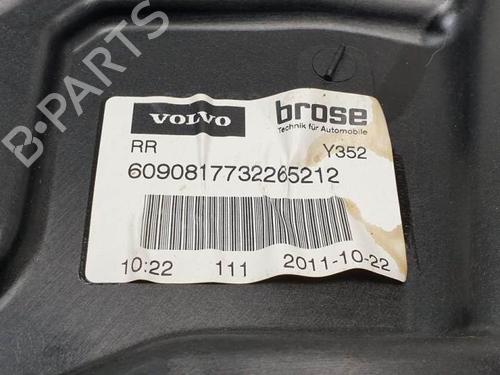 B-PARTS
VOLVO
brose
Technik für Automobile
RR Y352
6090817732265212
10:22 111 2011-10-22